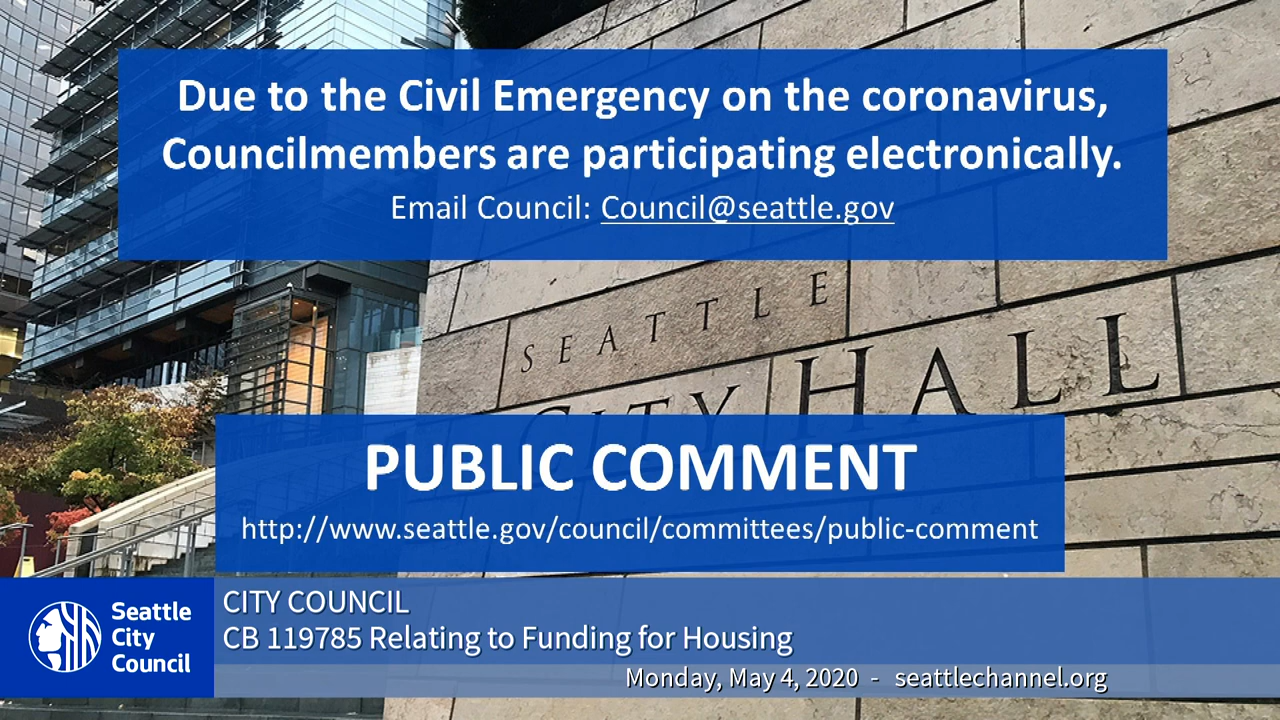 Due to the Civil Emergency on the coronavirus,
Councilmembers are participating electronically.
Email Council: Council@seattle.gov
SEATTLE
CITY HALL
PUBLIC COMMENT
http://www.seattle.gov/council/committees/public-comment
Seattle
City
Council
CITY COUNCIL
CB 119785 Relating to Funding for Housing
Monday, May 4, 2020 - seattlechannel.org